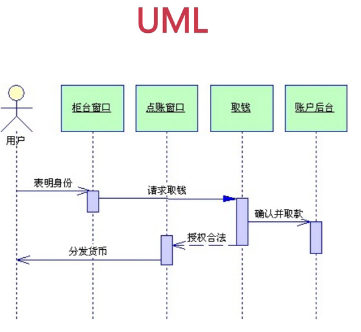 UML
柜台窗口
点账窗口
取钱
账户后台
用户
表明身份
请求取钱
确认并取款
授权合法
分发货币